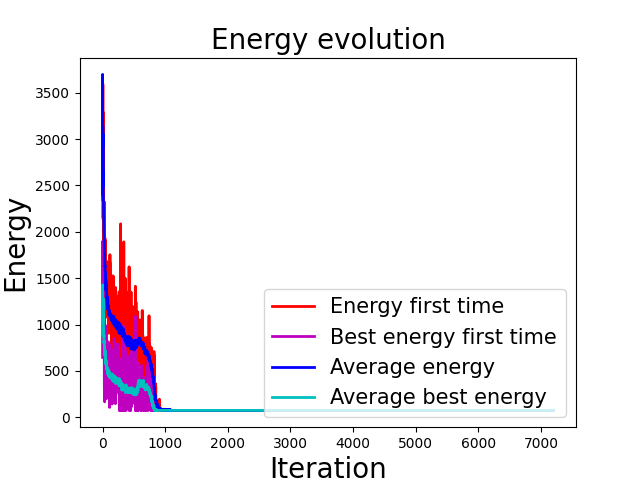 Energy evolution
Energy
3500
3000
2500
2000
1500
1000
500
0
Energy first time
Best energy first time
Average energy
Average best energy
0 1000 2000 3000 4000 5000 6000 7000
Iteration